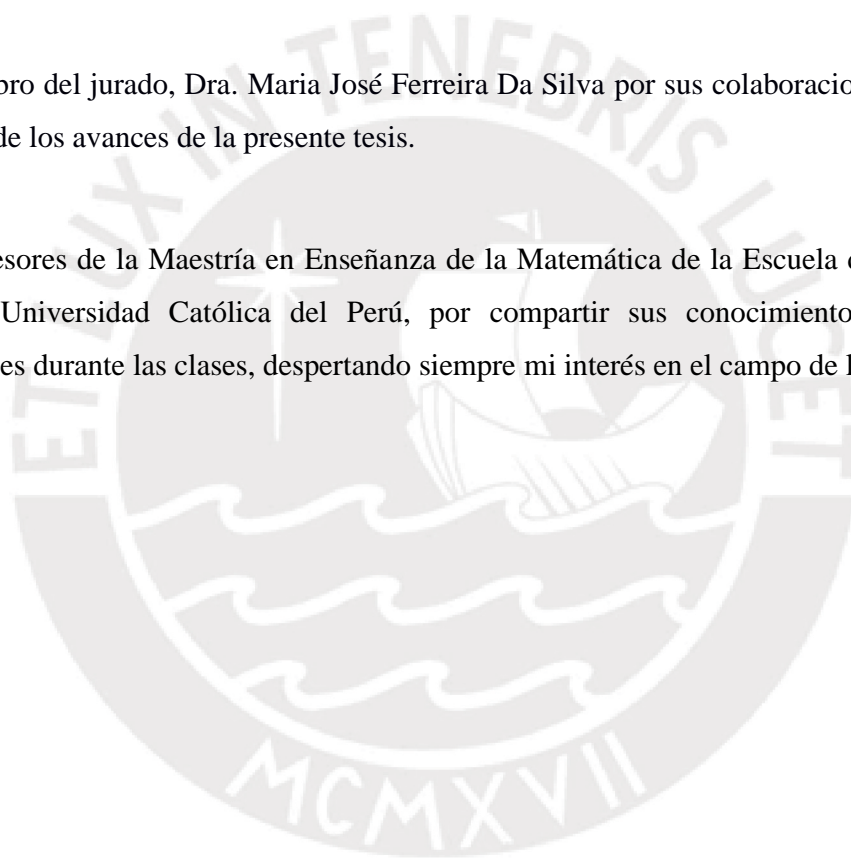 bro del jurado, Dra. Maria José Ferreira Da Silva por sus colaboracio
de los avances de la presente tesis.
esores de la Maestría en Enseñanza de la Matemática de la Escuela
Universidad Católica del Perú, por compartir sus conocimiento
es durante las clases, despertando siempre mi interés en el campo de
ET LUX IN TENEBRIS LUCET
MCMXVII